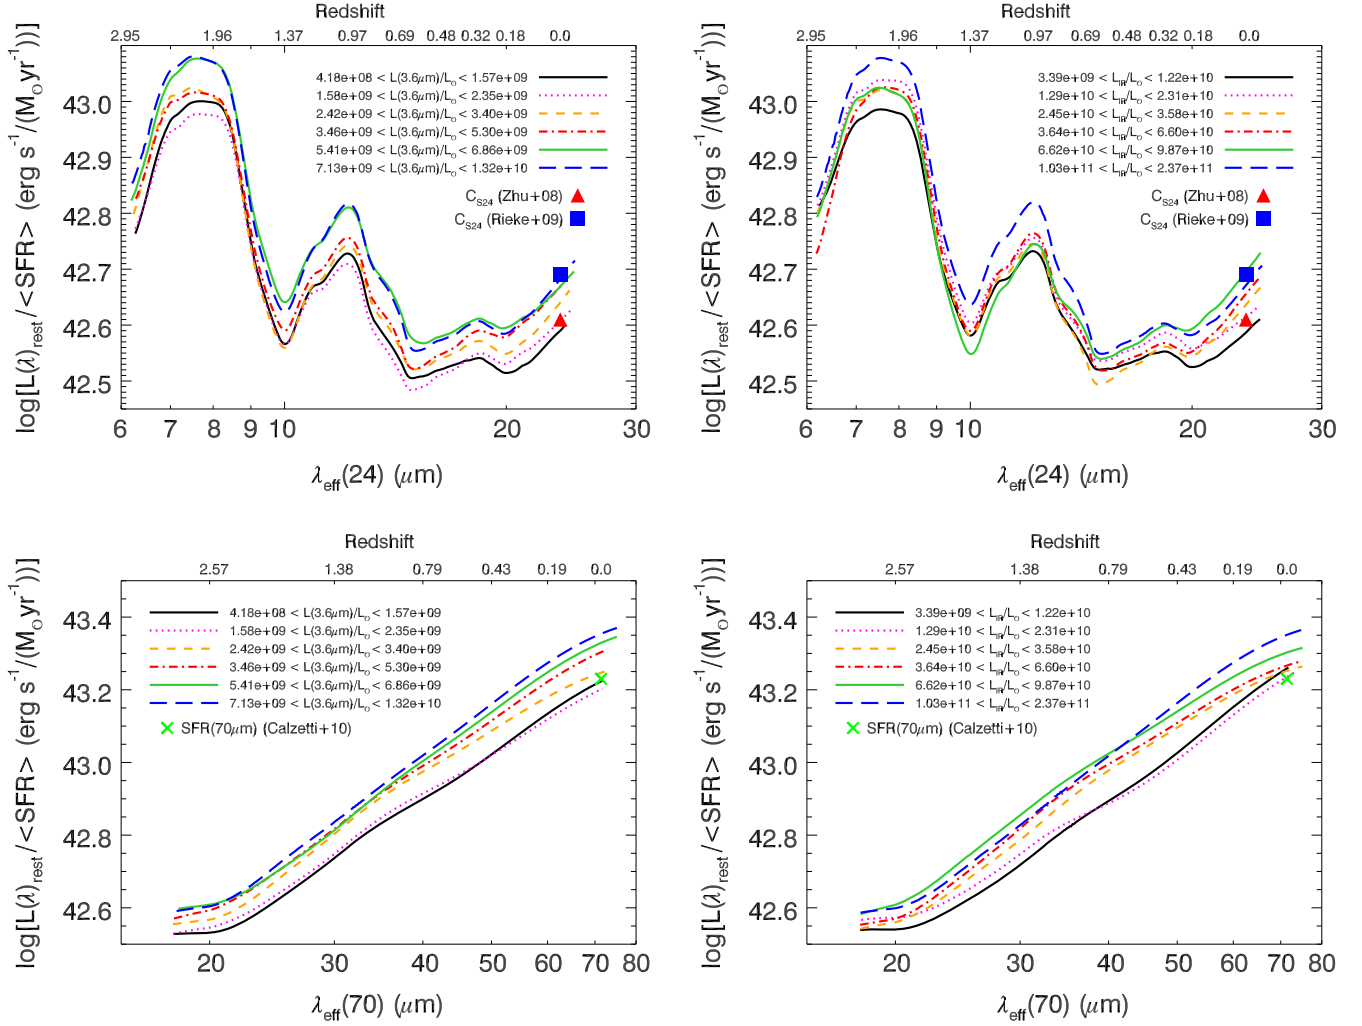 Redshift
2.95 1.96 1.37 0.97 0.69 0.48 0.32 0.18 0.0
log[L(λ)rest/<SFR> (erg s-1/(M⊙yr-1))]
43.0
42.9
42.8
42.7
42.6
42.5
4.18e+08 < L(3.6μm)/L⊙ < 1.57e+09
1.58e+09 < L(3.6μm)/L⊙ < 2.35e+09
2.42e+09 < L(3.6μm)/L⊙ < 3.40e+09
3.46e+09 < L(3.6μm)/L⊙ < 5.30e+09
5.41e+09 < L(3.6μm)/L⊙ < 6.86e+09
7.13e+09 < L(3.6μm)/L⊙ < 1.32e+10
CS24 (Zhu+08)
CS24 (Rieke+09)
6 7 8 9 10 20 30
λeff(24) (μm)
Redshift
2.95 1.96 1.37 0.97 0.69 0.48 0.32 0.18 0.0
log[L(λ)rest/<SFR> (erg s-1/(M⊙yr-1))]
43.0
42.9
42.8
42.7
42.6
42.5
3.39e+09 < LIR/L⊙ < 1.22e+10
1.29e+10 < LIR/L⊙ < 2.31e+10
2.45e+10 < LIR/L⊙ < 3.58e+10
3.64e+10 < LIR/L⊙ < 6.60e+10
6.62e+10 < LIR/L⊙ < 9.87e+10
1.03e+11 < LIR/L⊙ < 2.37e+11
CS24 (Zhu+08)
CS24 (Rieke+09)
6 7 8 9 10 20 30
λeff(24) (μm)
Redshift
2.57 1.38 0.79 0.43 0.19 0.0
log[L(λ)rest/<SFR> (erg s-1/(M⊙yr-1))]
43.4
43.2
43.0
42.8
42.6
4.18e+08 < L(3.6μm)/L⊙ < 1.57e+09
1.58e+09 < L(3.6μm)/L⊙ < 2.35e+09
2.42e+09 < L(3.6μm)/L⊙ < 3.40e+09
3.46e+09 < L(3.6μm)/L⊙ < 5.30e+09
5.41e+09 < L(3.6μm)/L⊙ < 6.86e+09
7.13e+09 < L(3.6μm)/L⊙ < 1.32e+10
SFR(70μm) (Calzetti+10)
20 30 40 50 60 70 80
λeff(70) (μm)
Redshift
2.57 1.38 0.79 0.43 0.19 0.0
log[L(λ)rest/<SFR> (erg s-1/(M⊙yr-1))]
43.4
43.2
43.0
42.8
42.6
3.39e+09 < LIR/L⊙ < 1.22e+10
1.29e+10 < LIR/L⊙ < 2.31e+10
2.45e+10 < LIR/L⊙ < 3.58e+10
3.64e+10 < LIR/L⊙ < 6.60e+10
6.62e+10 < LIR/L⊙ < 9.87e+10
1.03e+11 < LIR/L⊙ < 2.37e+11
SFR(70μm) (Calzetti+10)
20 30 40 50 60 70 80
λeff(70) (μm)